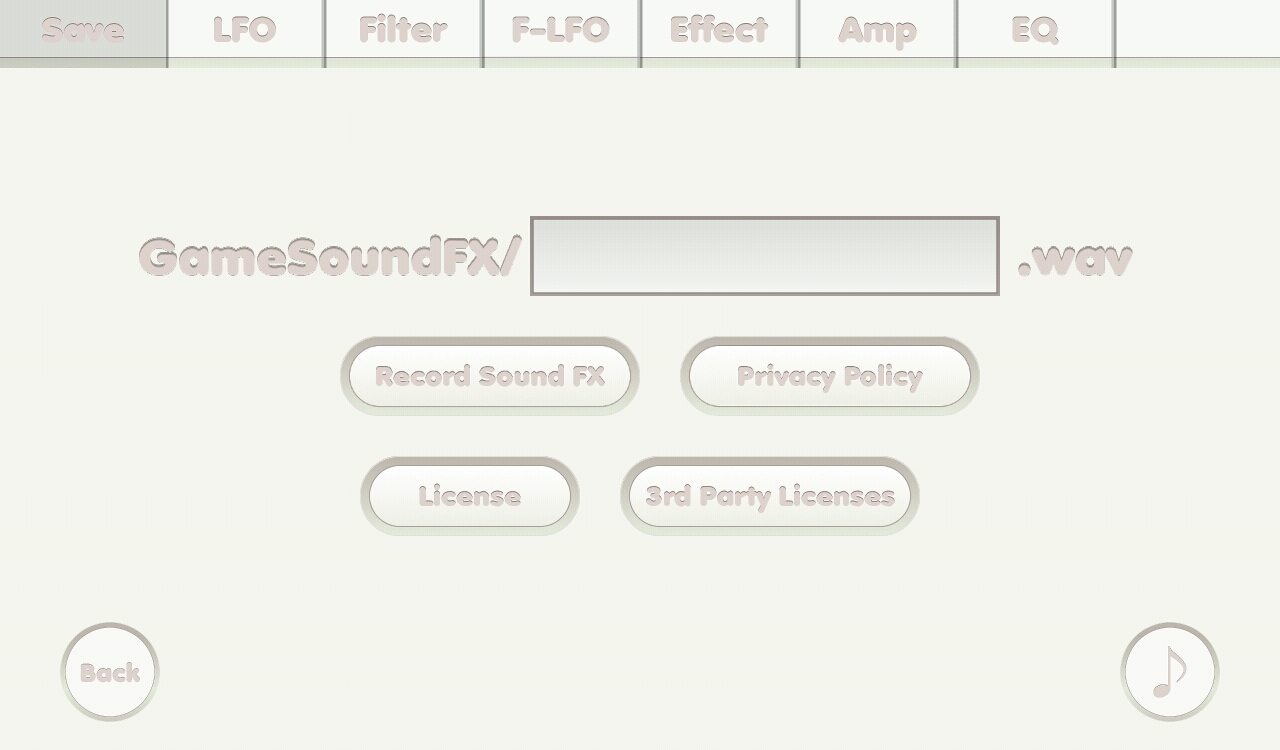 Save LFO Filter F-LFO Effect Amp EQ
GameSoundFX/ .wav
Record Sound FX Privacy Policy
License 3rd Party Licenses
Back